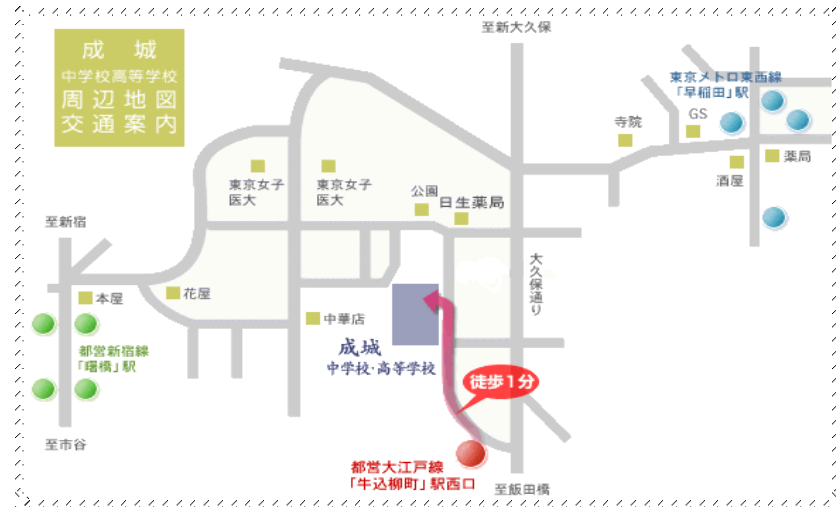 成 城
中学校高等学校
周辺地図
交通案内
至新大久保
東京メトロ東西線
「早稲田」駅
寺院
GS
薬局
酒屋
東京女子
医大
東京女子
医大
公園
日生薬局
至新宿
大久保通り
本屋
花屋
中華店
成城
中学校・高等学校
都営新宿線
「曙橋」駅
徒歩1分
至市谷
都営大江戸線
「牛込柳町」駅西口
至飯田橋